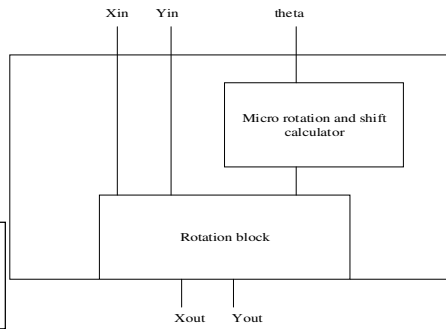 Xin Yin theta
Micro rotation and shift
calculator
Rotation block
Xout Yout